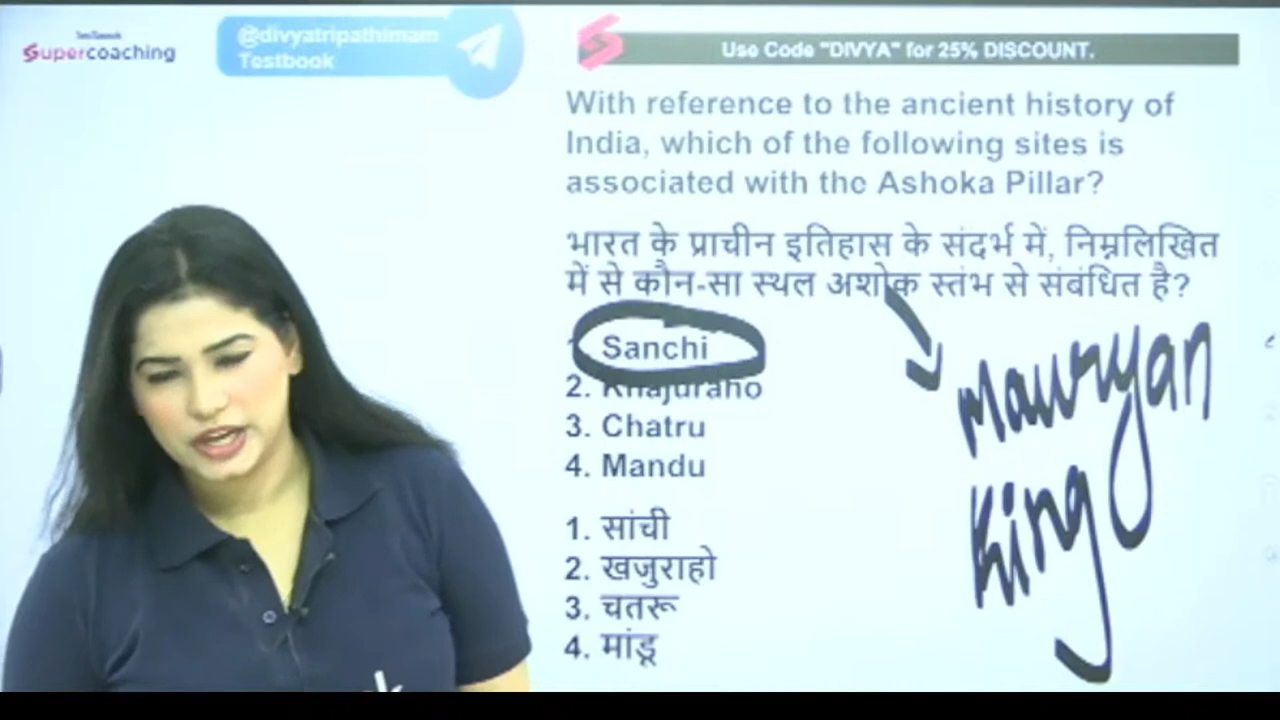 Supercoaching
@divyatripathimam
Testbook
Use Code "DIVYA" for 25% DISCOUNT.
With reference to the ancient history of
India, which of the following sites is
associated with the Ashoka Pillar?
भारत के प्राचीन इतिहास के संदर्भ में, निम्नलिखित
में से कौन-सा स्थल अशोक स्तंभ से संबंधित है?
Sanchi
2. Khajuraho
3. Chatru
4. Mandu
1. सांची
2. खजुराहो
3. चतरू
4. मांडू
Mauryan
King